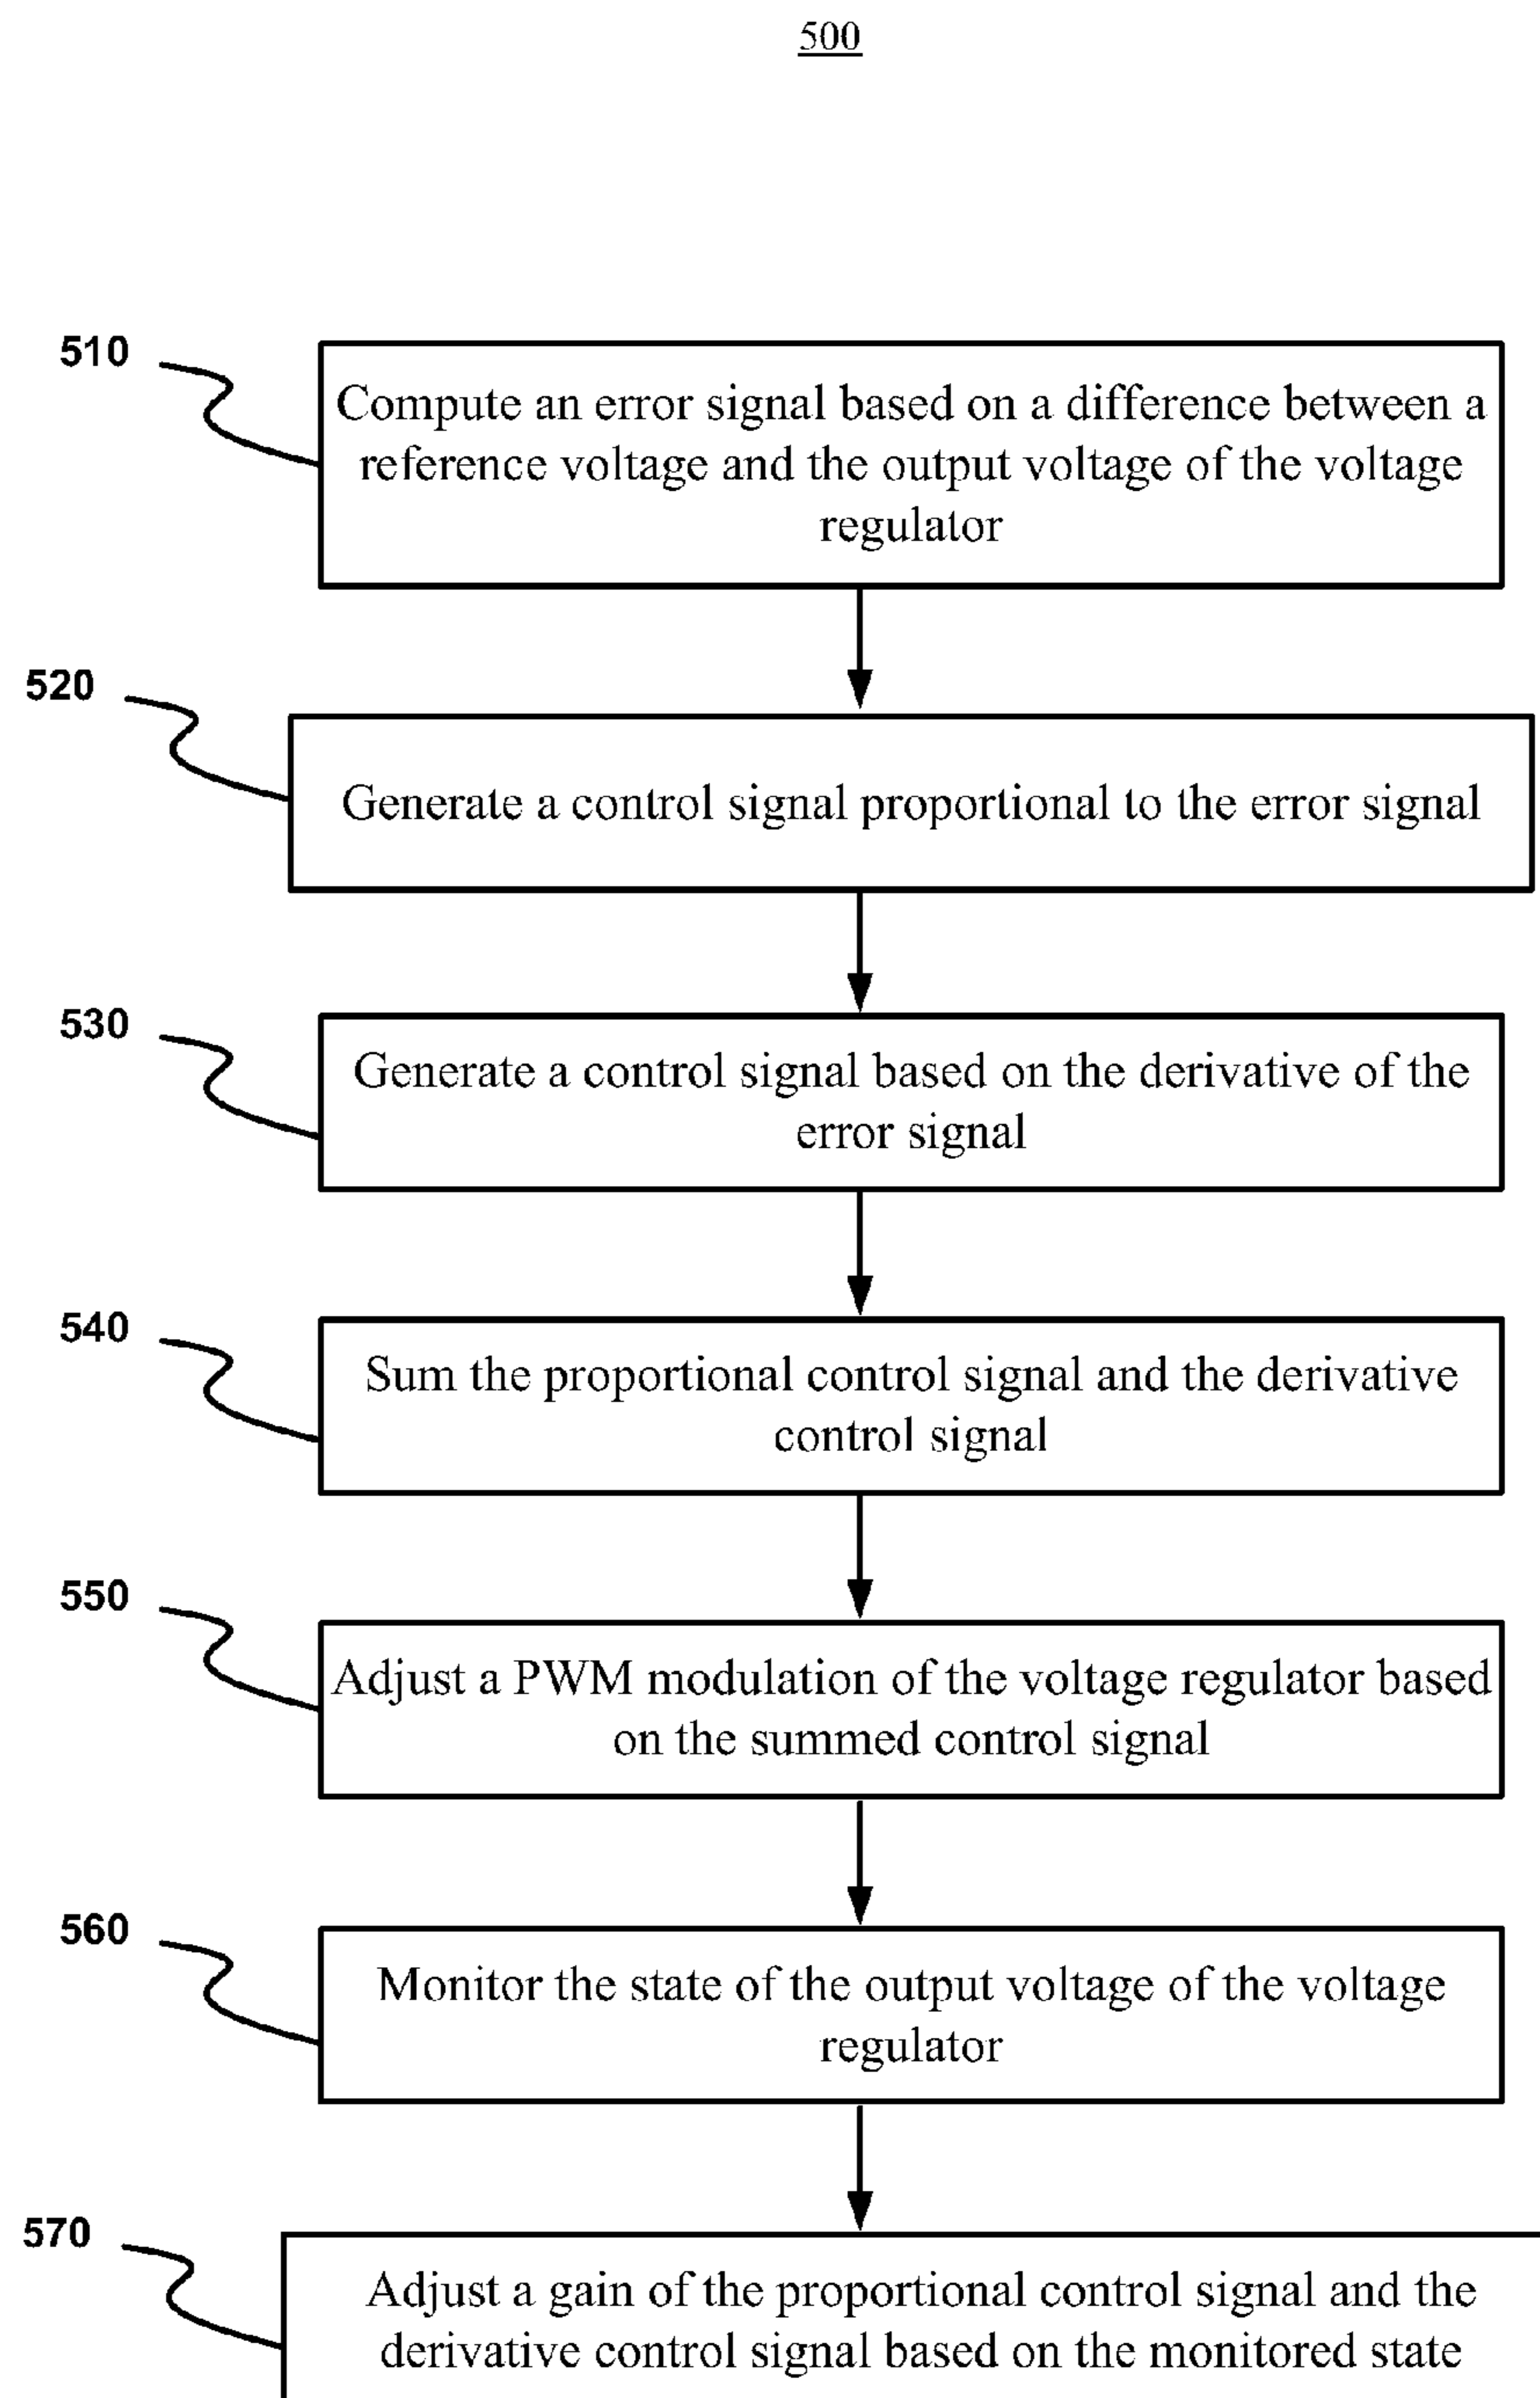 500
510
Compute an error signal based on a difference between a
reference voltage and the output voltage of the voltage
regulator
520
Generate a control signal proportional to the error signal
530
Generate a control signal based on the derivative of the
error signal
540
Sum the proportional control signal and the derivative
control signal
550
Adjust a PWM modulation of the voltage regulator based
on the summed control signal
560
Monitor the state of the output voltage of the voltage
regulator
570
Adjust a gain of the proportional control signal and the
derivative control signal based on the monitored state